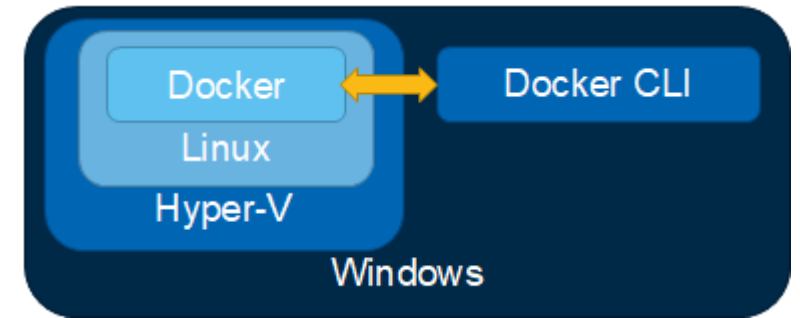 Docker
Docker CLI
Linux
Hyper-V
Windows